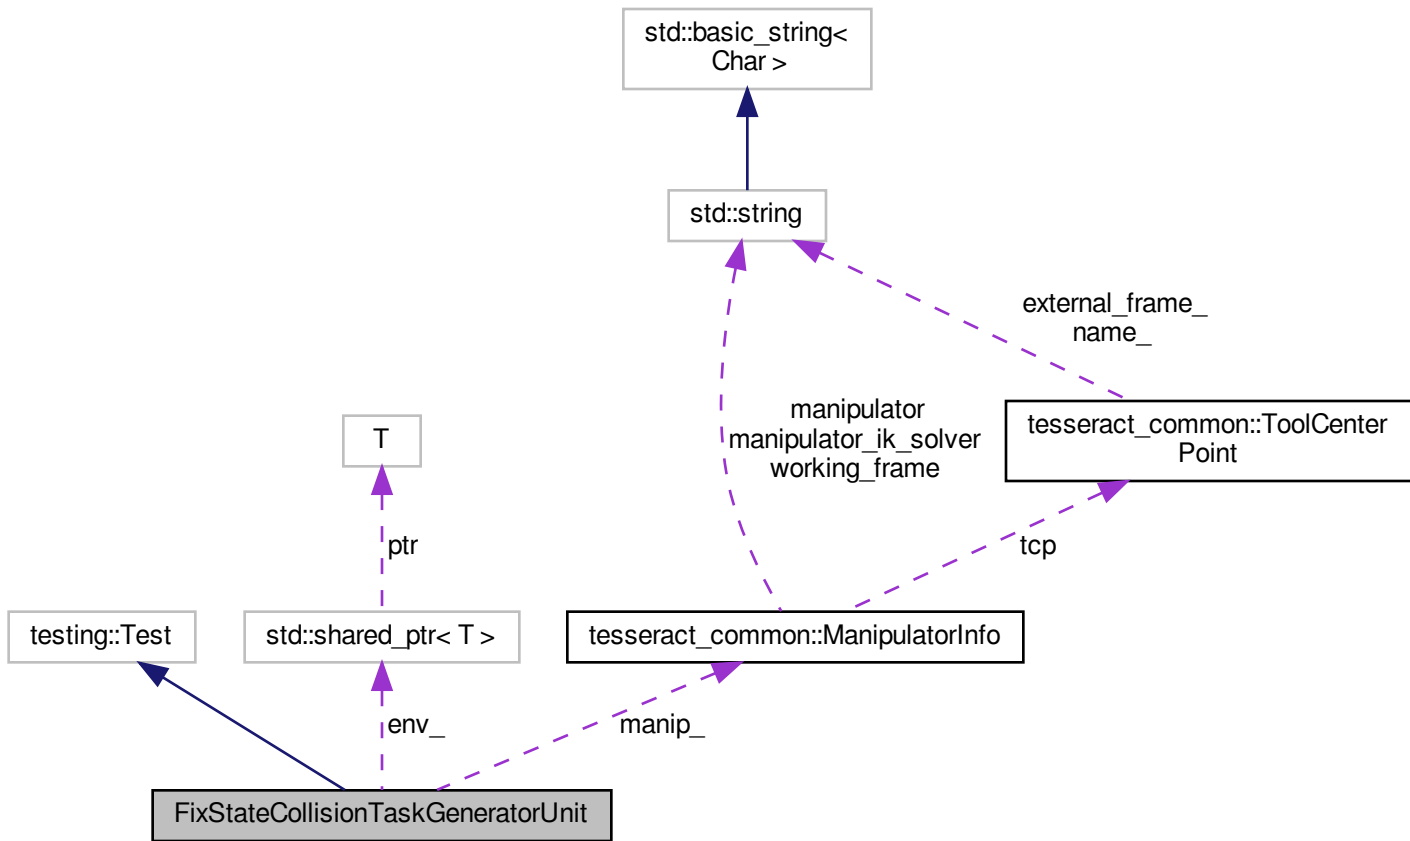 std::basic_string<
Char >
std::string
external_frame_
name_
manipulator
manipulator_ik_solver
working_frame
tesseract_common::ToolCenter
Point
T
ptr
tcp
testing::Test
std::shared_ptr< T >
tesseract_common::ManipulatorInfo
env_
manip_
FixStateCollisionTaskGeneratorUnit